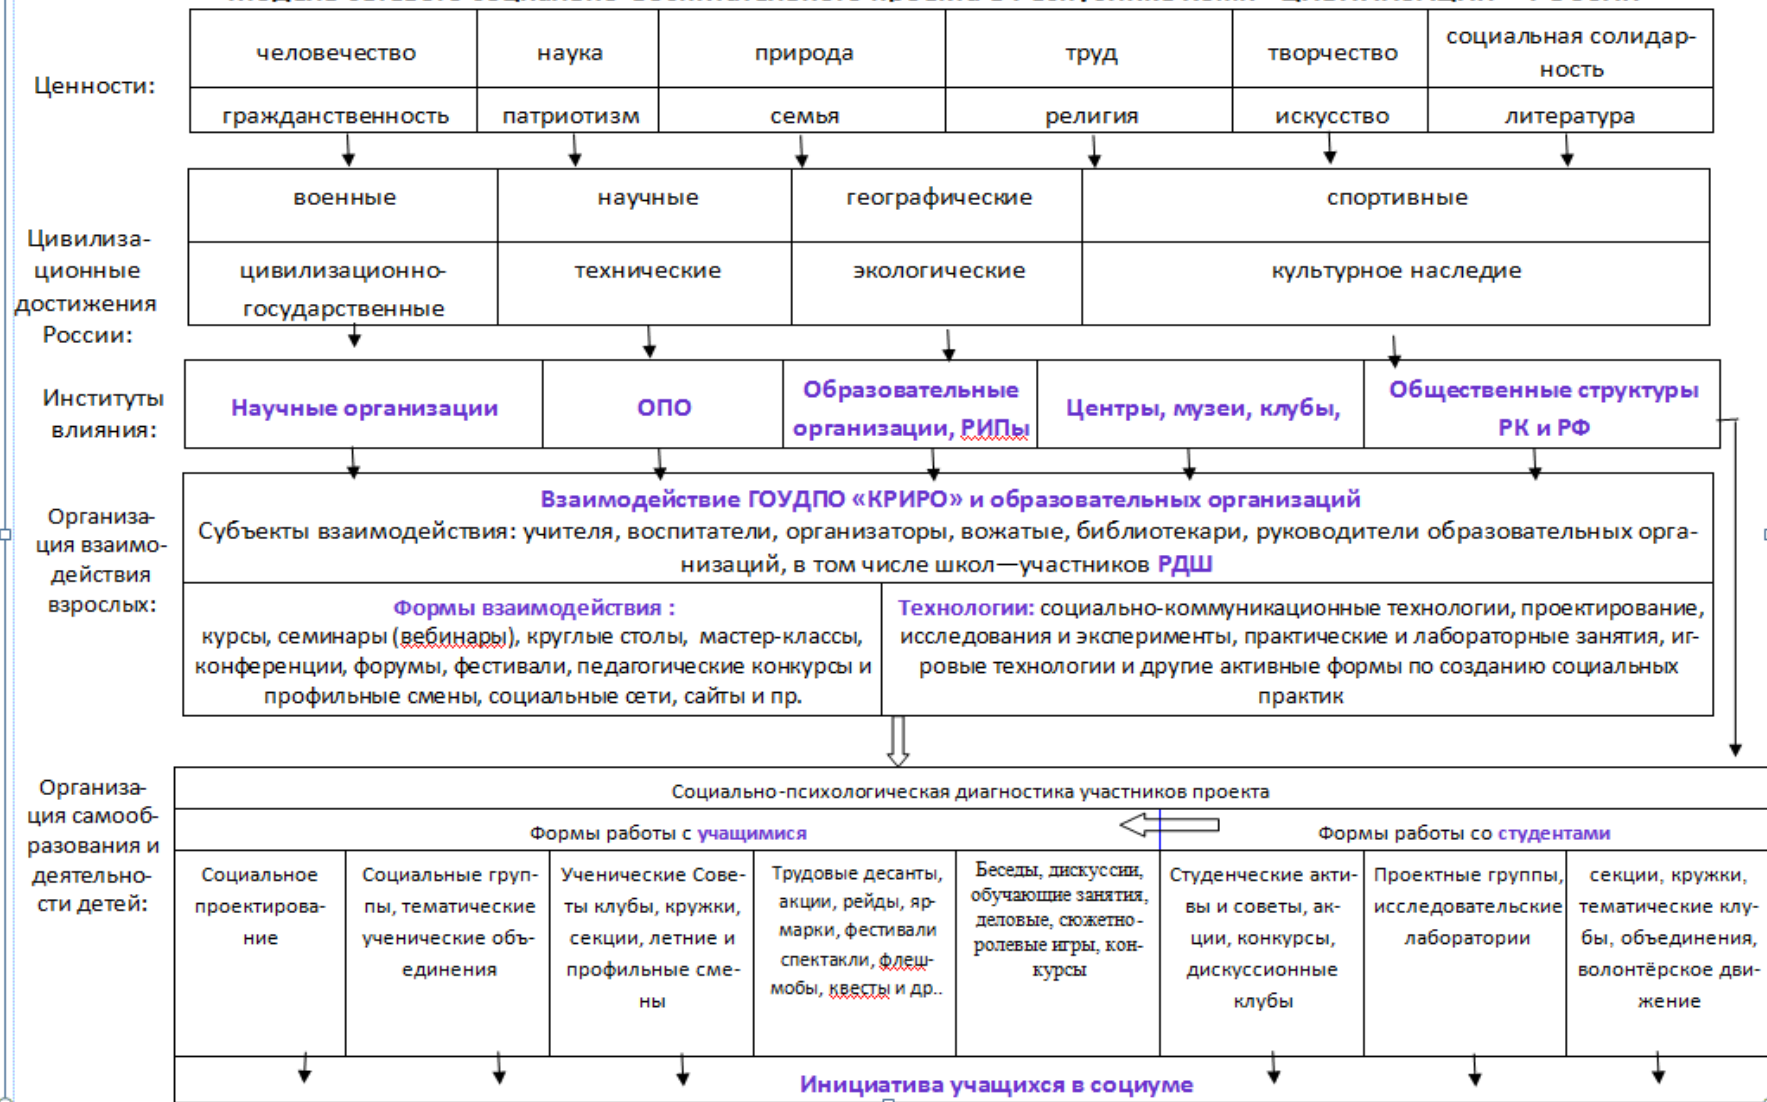 Ценности:
человечество
наука
природа
труд
творчество
социальная солидар-
ность
гражданственность
патриотизм
семья
религия
искусство
литература
Цивилиза-
ционные
достижения
России:
военные
научные
географические
спортивные
цивилизационно-
государственные
технические
экологические
культурное наследие
Институты
влияния:
Научные организации
ОПО
Образовательные
организации, РИПы
Центры, музеи, клубы,
Общественные структуры
РК и РФ
Организа-
ция взаимо-
действия
взрослых:
Взаимодействие ГОУДПО «КРИРО» и образовательных организаций
Субъекты взаимодействия: учителя, воспитатели, организаторы, вожатые, библиотекари, руководители образовательных орга-
низаций, в том числе школ—участников РДШ
Формы взаимодействия :
курсы, семинары (вебинары), круглые столы, мастер-классы,
конференции, форумы, фестивали, педагогические конкурсы и
профильные смены, социальные сети, сайты и пр.
Технологии: социально-коммуникационные технологии, проектирование,
исследования и эксперименты, практические и лабораторные занятия, иг-
ровые технологии и другие активные формы по созданию социальных
практик
Организа-
ция самооб-
разования и
деятельно-
сти детей:
Социально-психологическая диагностика участников проекта
Формы работы с учащимися
Формы работы со студентами
Социальное
проектирова-
ние
Социальные груп-
пы, тематические
ученические объ-
единения
Ученические Сове-
ты клубы, кружки,
секции, летние и
профильные сме-
ны
Трудовые десанты,
акции, рейды, яр-
марки, фестивали
спектакли, флеш-
мобы, квесты и др..
Беседы, дискуссии,
обучающие занятия,
деловые, сюжетно-
ролевые игры, кон-
курсы
Студенческие акти-
вы и советы, ак-
ции, конкурсы,
дискуссионные
клубы
Проектные группы,
исследовательские
лаборатории
секции, кружки,
тематические клу-
бы, объединения,
волонтёрское дви-
жение
Инициатива учащихся в социуме